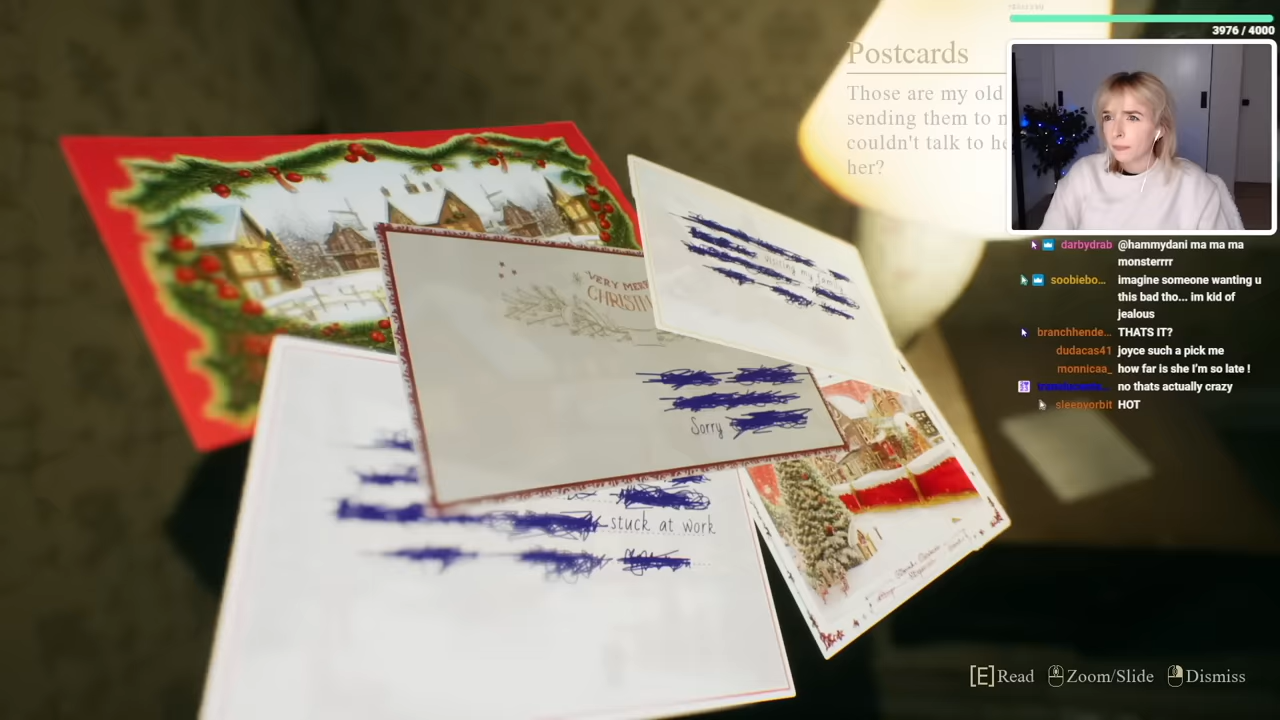 3976 / 4000
Postcards
Those are my old
sending them to
couldn't talk to
her?
darbydrab @hammydani ma ma ma
monsterrr
soobiebo... imagine someone wanting u
this bad tho... im kid of
jealous
branchhende... THATS IT?
dudacas41 joyce such a pick me
monnicaa_ how far is she I'm so late !
no thats actually crazy
sleepyorbit HOT
visiting my family
VERY MERRY
CHRIST
Sorry
stuck at work
[E] Read Zoom/Slide Dismiss